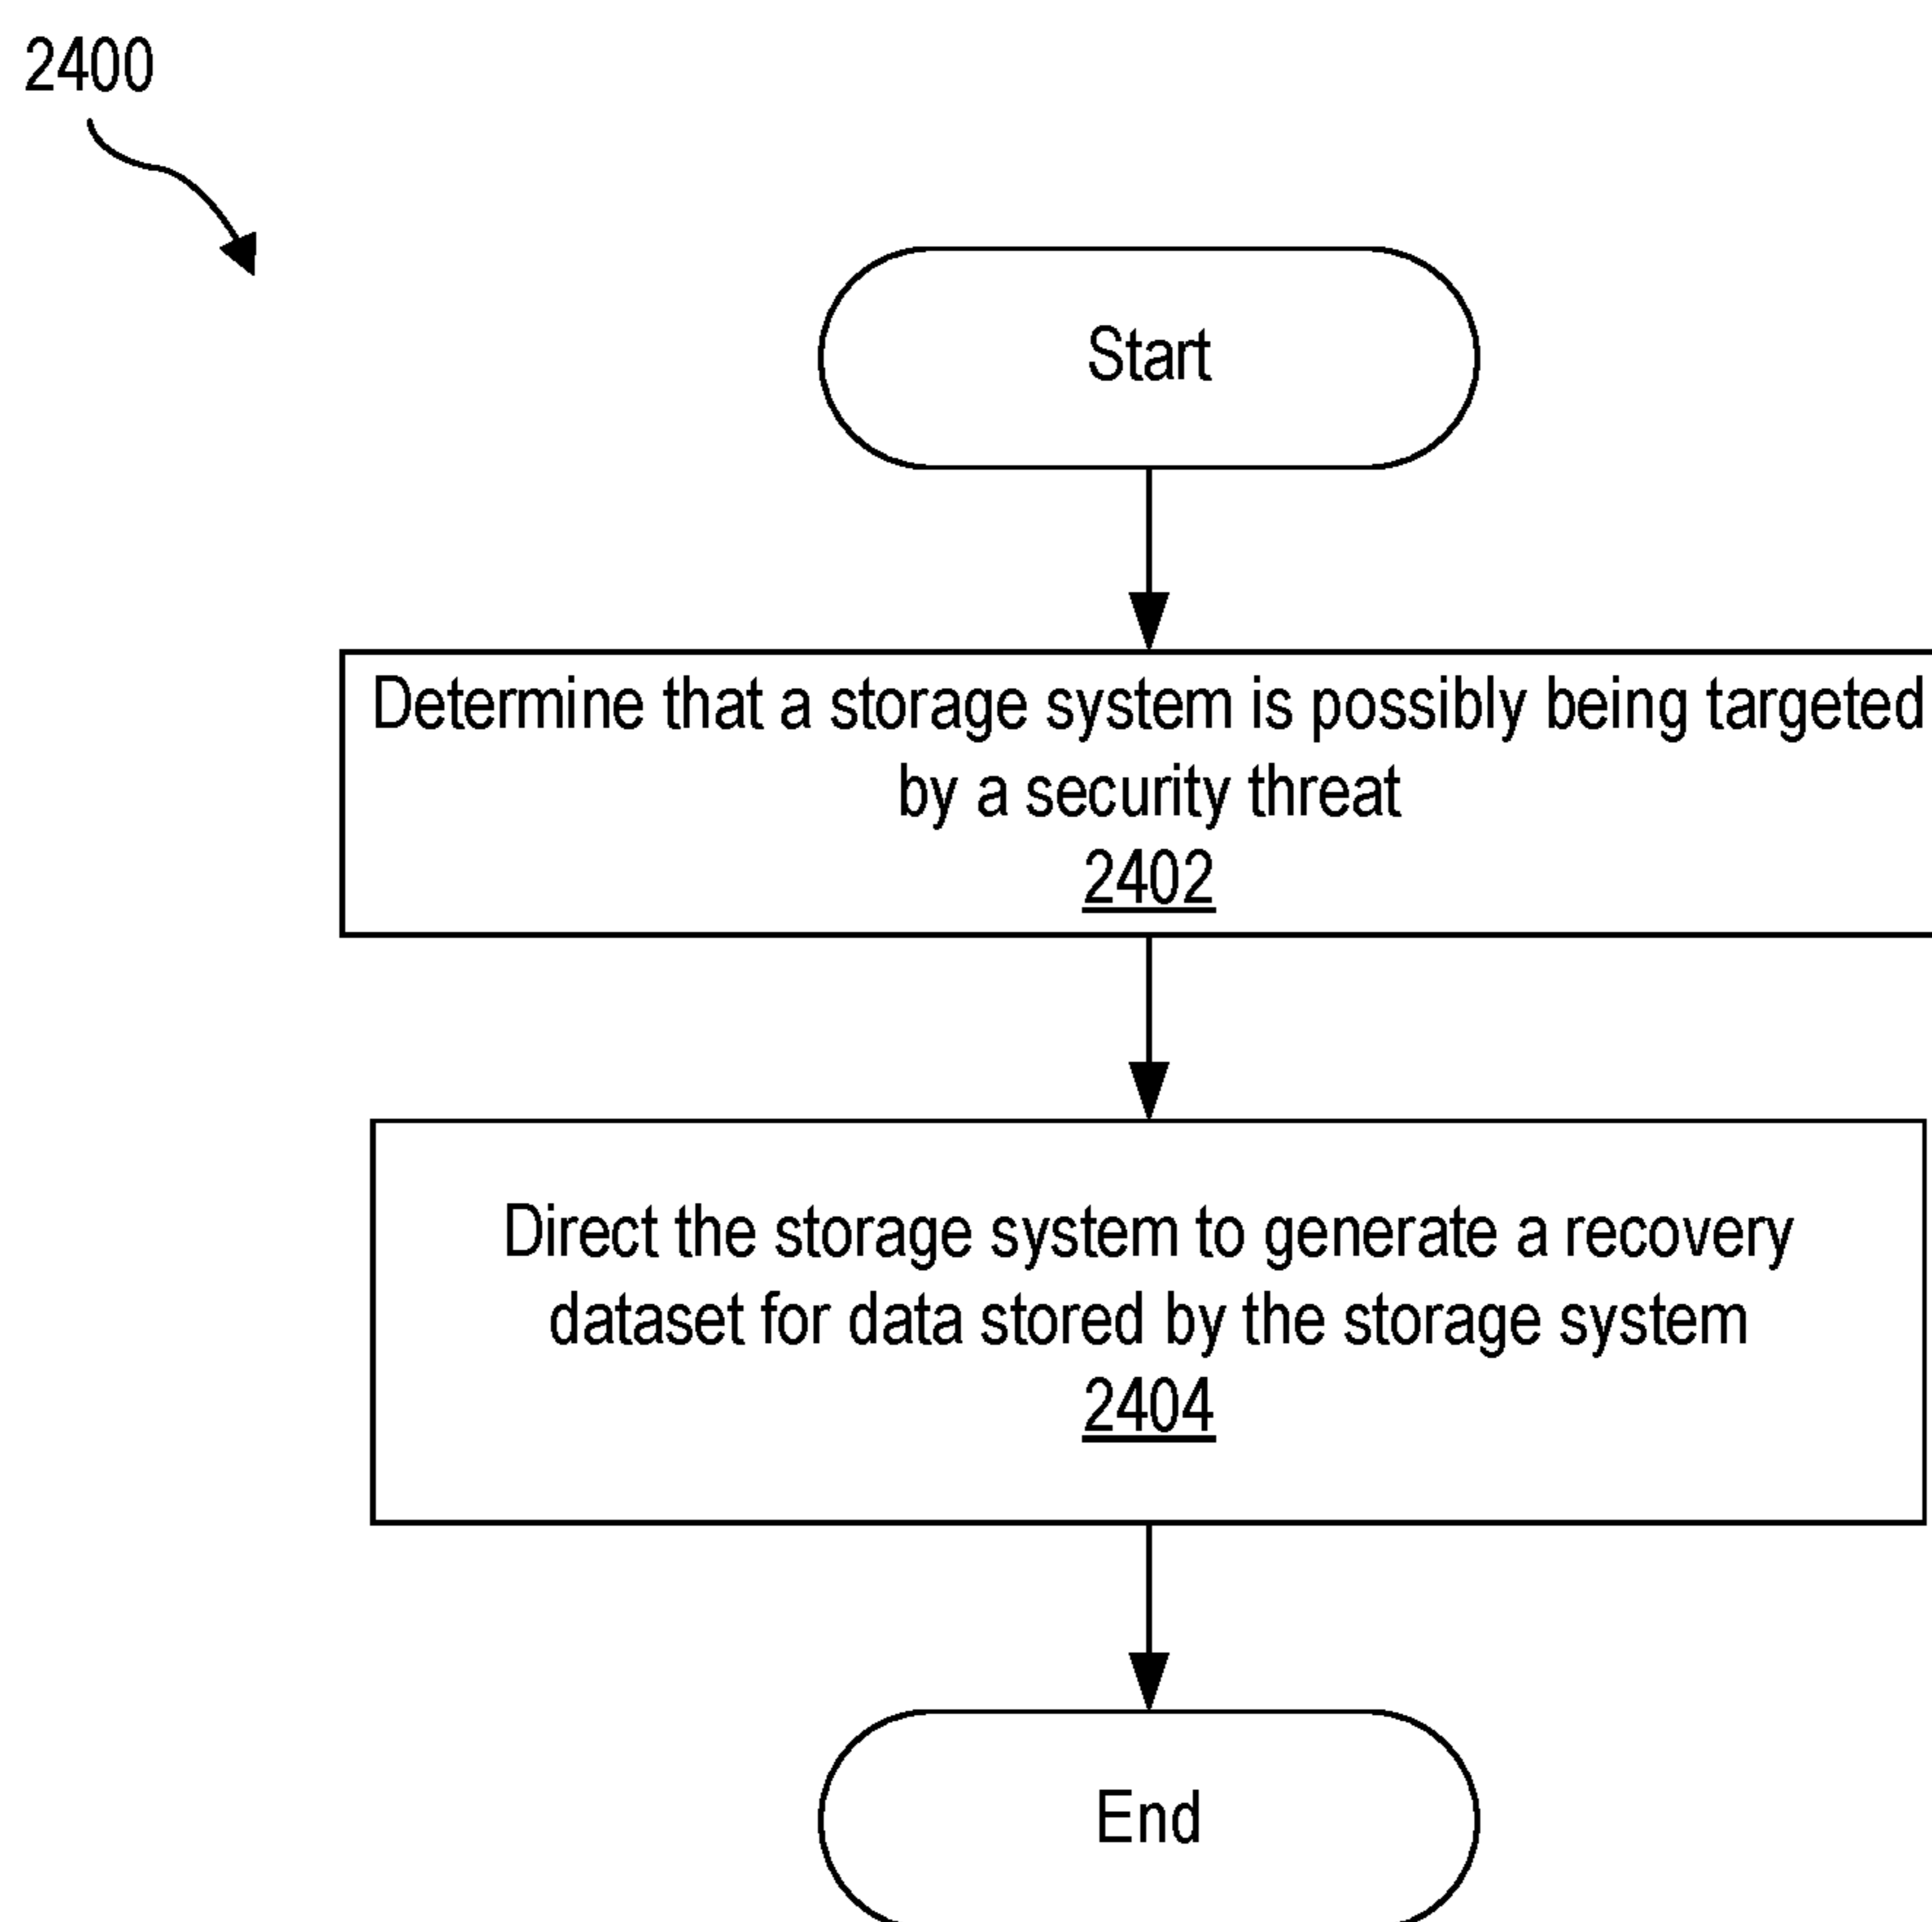 2400
Start
Determine that a storage system is possibly being targeted
by a security threat
2402
Direct the storage system to generate a recovery
dataset for data stored by the storage system
2404
End